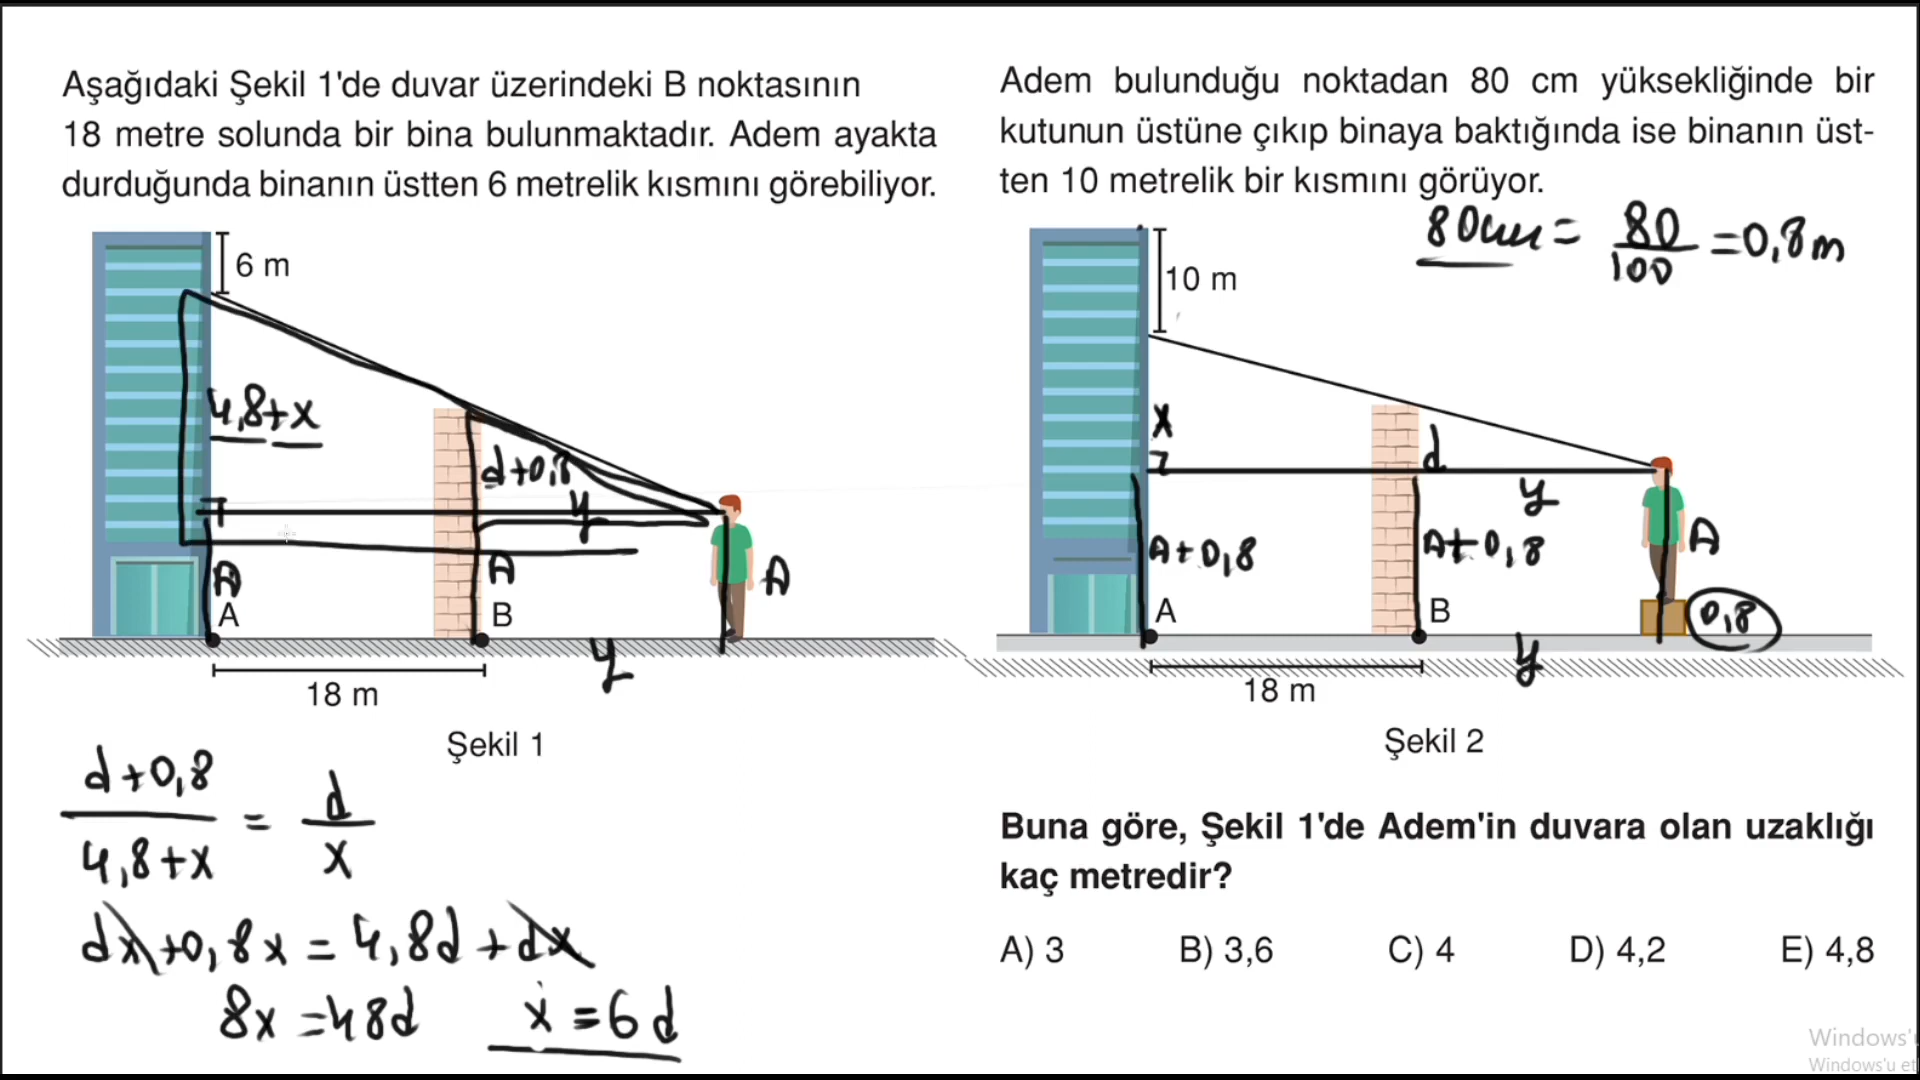 Aşağıdaki Şekil 1'de duvar üzerindeki B noktasının
18 metre solunda bir bina bulunmaktadır. Adem ayakta
durduğunda binanın üstten 6 metrelik kısmını görebiliyor.
6 m
4,8+x
d+0,8
y
A
A
A
A
B
y
18 m
Şekil 1
d+0,8
4,8+x
=
d
x
dx+0,8x=4,8d+dx
8x=48d
x=6d
Adem bulunduğu noktadan 80 cm yüksekliğinde bir
kutunun üstüne çıkıp binaya baktığında ise binanın üst-
ten 10 metrelik bir kısmını görüyor.
80cm = 80/100 =0,8m
10 m
x
d
y
A+0,8
A+0,8
A
A
B
0,8
y
18 m
Şekil 2
Buna göre, Şekil 1'de Adem'in duvara olan uzaklığı
kaç metredir?
A) 3 B) 3,6 C) 4 D) 4,2 E) 4,8
Windows'u
Windows'u et